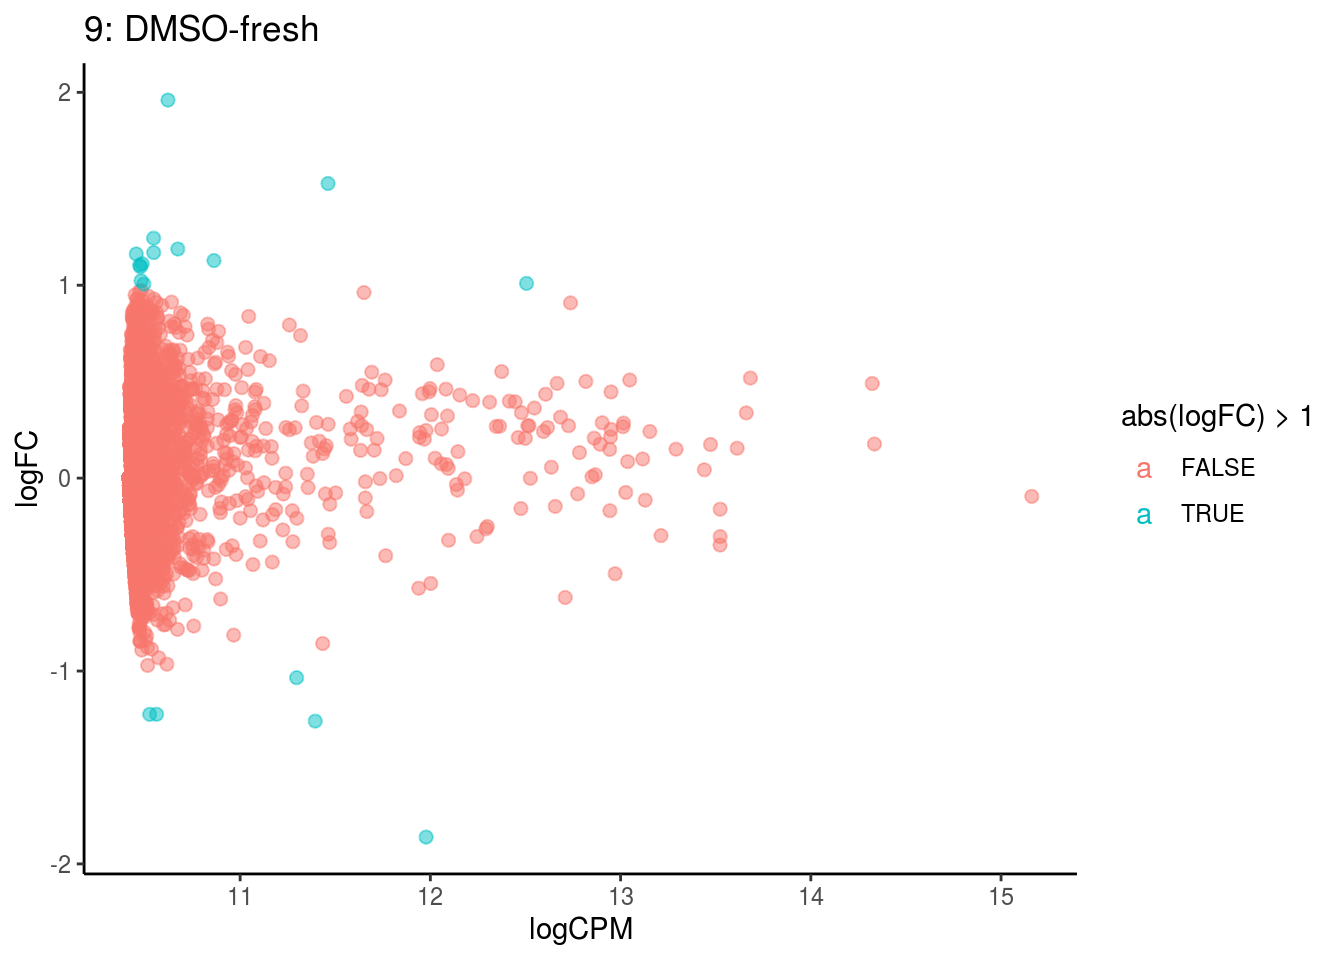 9: DMSO-fresh
2
1
0
-1
-2
logFC
11
12
13
14
15
logCPM
abs(logFC) > 1
a FALSE
a TRUE